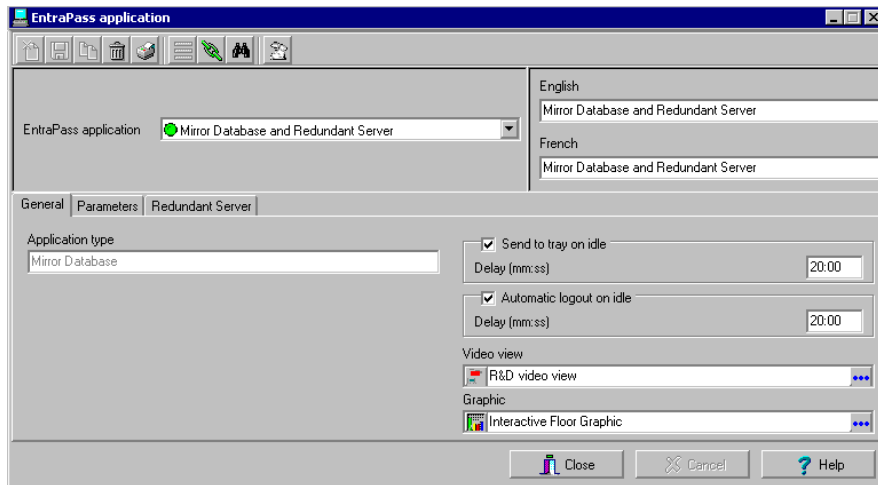 EntraPass application
English
Mirror Database and Redundant Server
EntraPass application
Mirror Database and Redundant Server
French
Mirror Database and Redundant Server
General
Parameters
Redundant Server
Application type
Mirror Database
Send to tray on idle
Delay (mm:ss)
20:00
Automatic logout on idle
Delay (mm:ss)
20:00
Video view
R&D video view
Graphic
Interactive Floor Graphic
Close
Cancel
Help